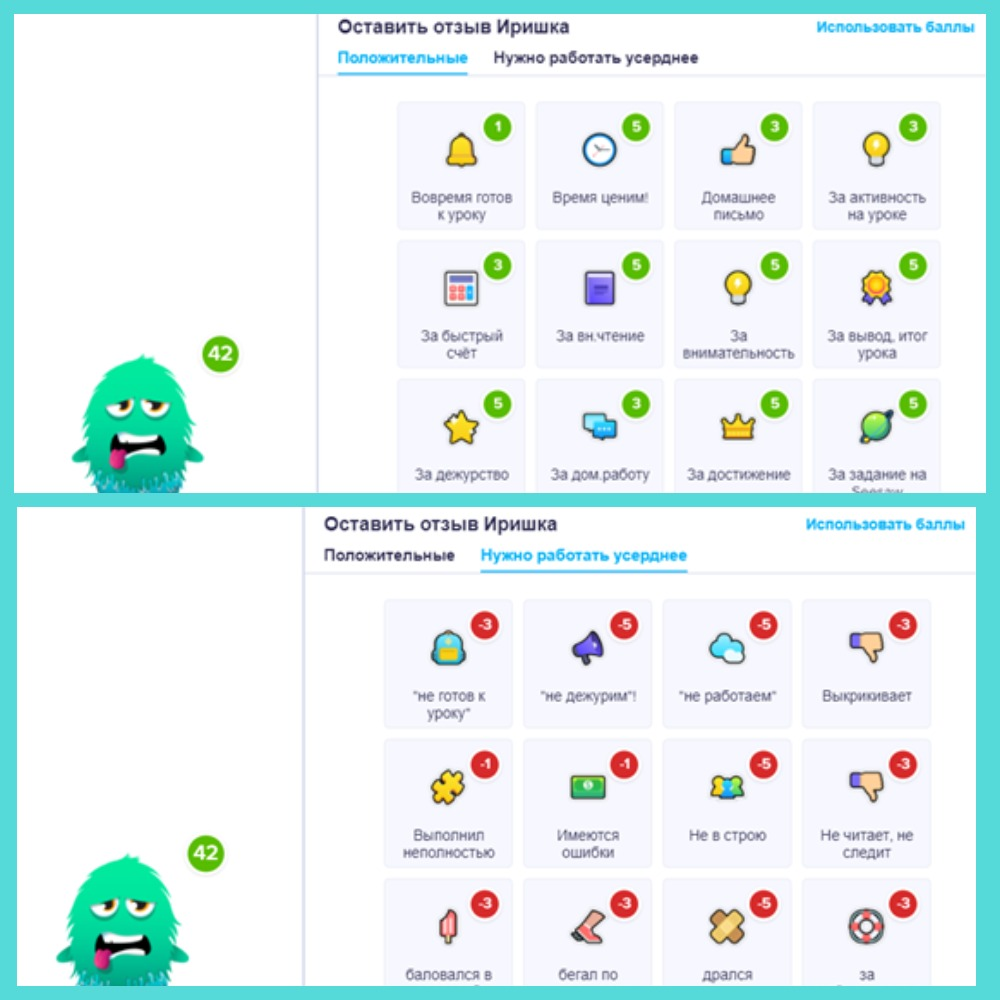 Оставить отзыв Иришка
Использовать баллы
Положительные
Нужно работать усерднее
1
5
3
3
Вовремя готов
к уроку
Время ценим!
Домашнее
письмо
За активность
на уроке
3
5
5
5
За быстрый
счёт
За вн.чтение
За
внимательность
За вывод, итог
урока
42
5
3
5
5
За дежурство
За дом.работу
За достижение
За задание на
Seesaw
Оставить отзыв Иришка
Использовать баллы
Положительные
Нужно работать усерднее
-3
-5
-5
-3
"не готов к
уроку"
"не дежурим"!
"не работаем"
Выкрикивает
-1
-1
-5
-3
Выполнил
неполностью
Имеются
ошибки
Не в строю
Не читает, не
следит
42
-3
-3
-5
-3
баловался в
бегал по
дрался
за